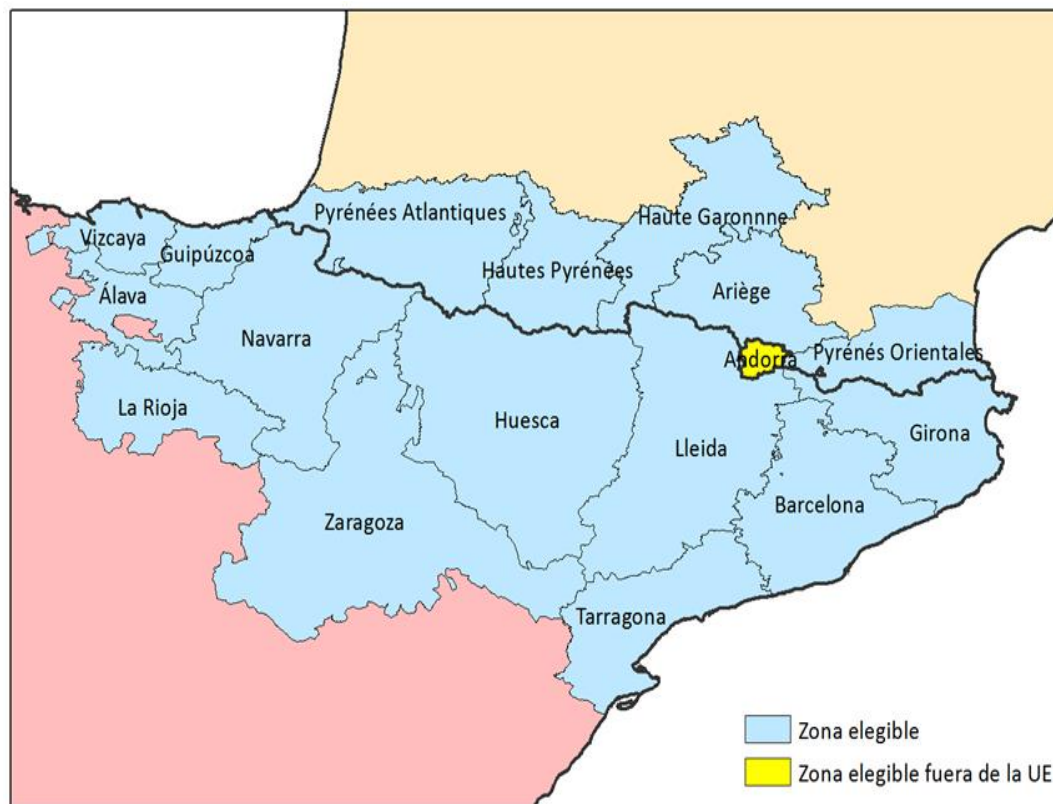 Pyrénées Atlantiques
Haute Garonnne
Vizcaya
Guipúzcoa
Hautes Pyrénées
Ariège
Álava
Navarra
Andorra
Pyrénés Orientales
La Rioja
Huesca
Lleida
Girona
Zaragoza
Barcelona
Tarragona
Zona elegible
Zona elegible fuera de la UE